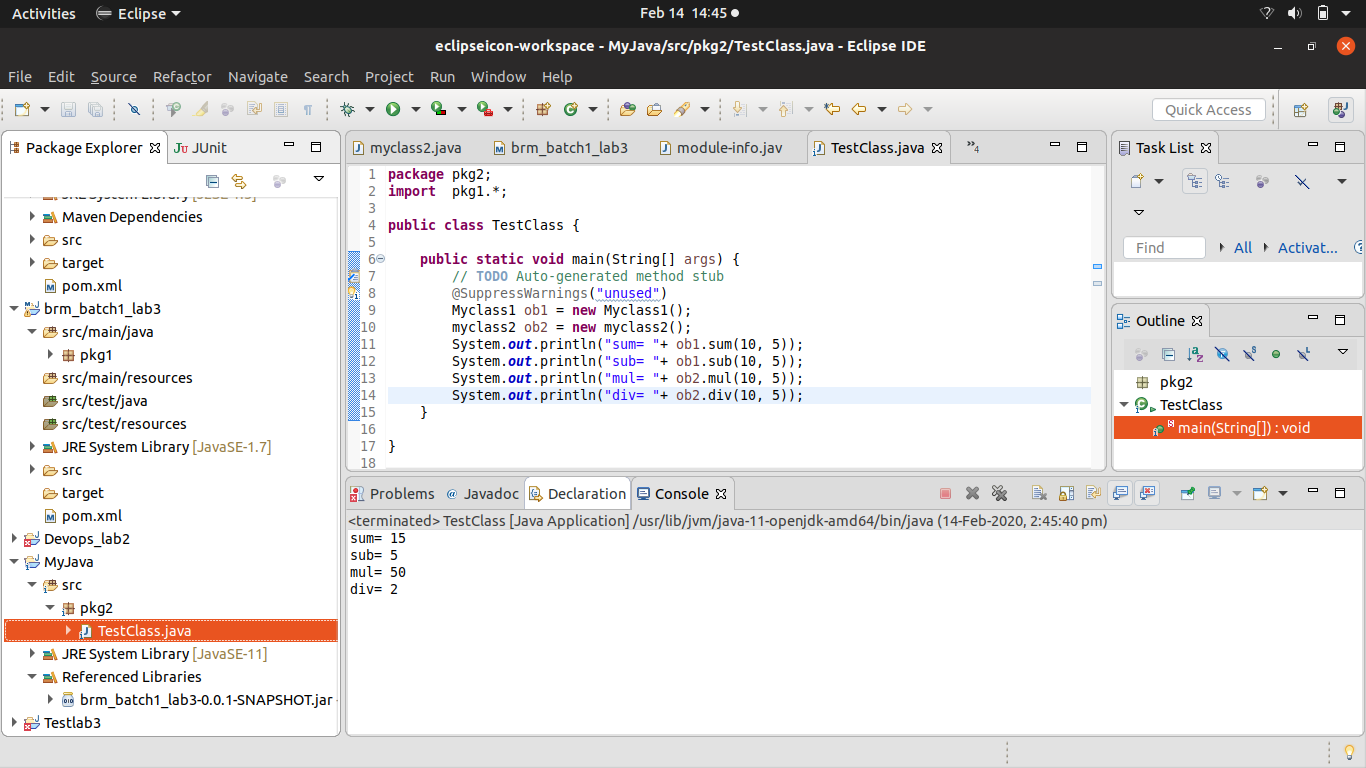 Activities Eclipse Feb 14 14:45
eclipseicon-workspace - MyJava/src/pkg2/TestClass.java - Eclipse IDE
File Edit Source Refactor Navigate Search Project Run Window Help
Quick Access
Package Explorer JUnit
Maven Dependencies
src
target
pom.xml
brm_batch1_lab3
src/main/java
pkg1
src/main/resources
src/test/java
src/test/resources
JRE System Library [JavaSE-1.7]
src
target
pom.xml
Devops_lab2
MyJava
src
pkg2
TestClass.java
JRE System Library [JavaSE-11]
Referenced Libraries
brm_batch1_lab3-0.0.1-SNAPSHOT.jar
Testlab3
myclass2.java brm_batch1_lab3 module-info.jav TestClass.java »4
1 package pkg2;
2 import  pkg1.*;
3
4 public class TestClass {
5
6     public static void main(String[] args) {
7         // TODO Auto-generated method stub
8         @SuppressWarnings("unused")
9         Myclass1 ob1 = new Myclass1();
10         myclass2 ob2 = new myclass2();
11         System.out.println("sum= "+ ob1.sum(10, 5));
12         System.out.println("sub= "+ ob1.sub(10, 5));
13         System.out.println("mul= "+ ob2.mul(10, 5));
14         System.out.println("div= "+ ob2.div(10, 5));
15     }
16
17 }
18
Task List
Find All Activat...
Outline
pkg2
TestClass
main(String[]) : void
Problems @ Javadoc Declaration Console
<terminated> TestClass [Java Application] /usr/lib/jvm/java-11-openjdk-amd64/bin/java (14-Feb-2020, 2:45:40 pm)
sum= 15
sub= 5
mul= 50
div= 2